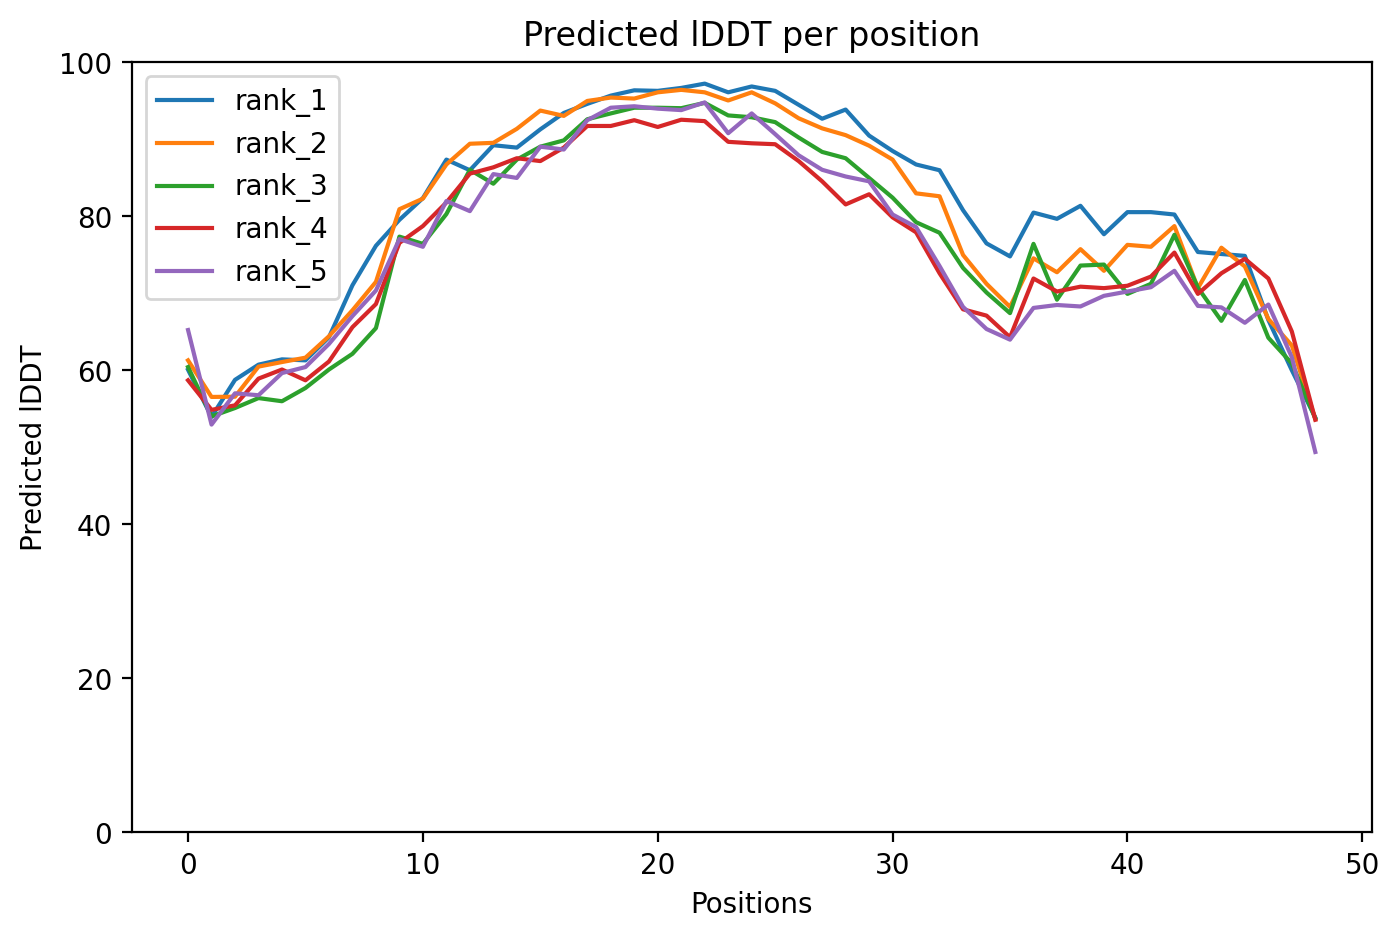 Predicted lDDT per position
100
80
60
40
20
0
Predicted lDDT
rank_1
rank_2
rank_3
rank_4
rank_5
0 10 20 30 40 50
Positions